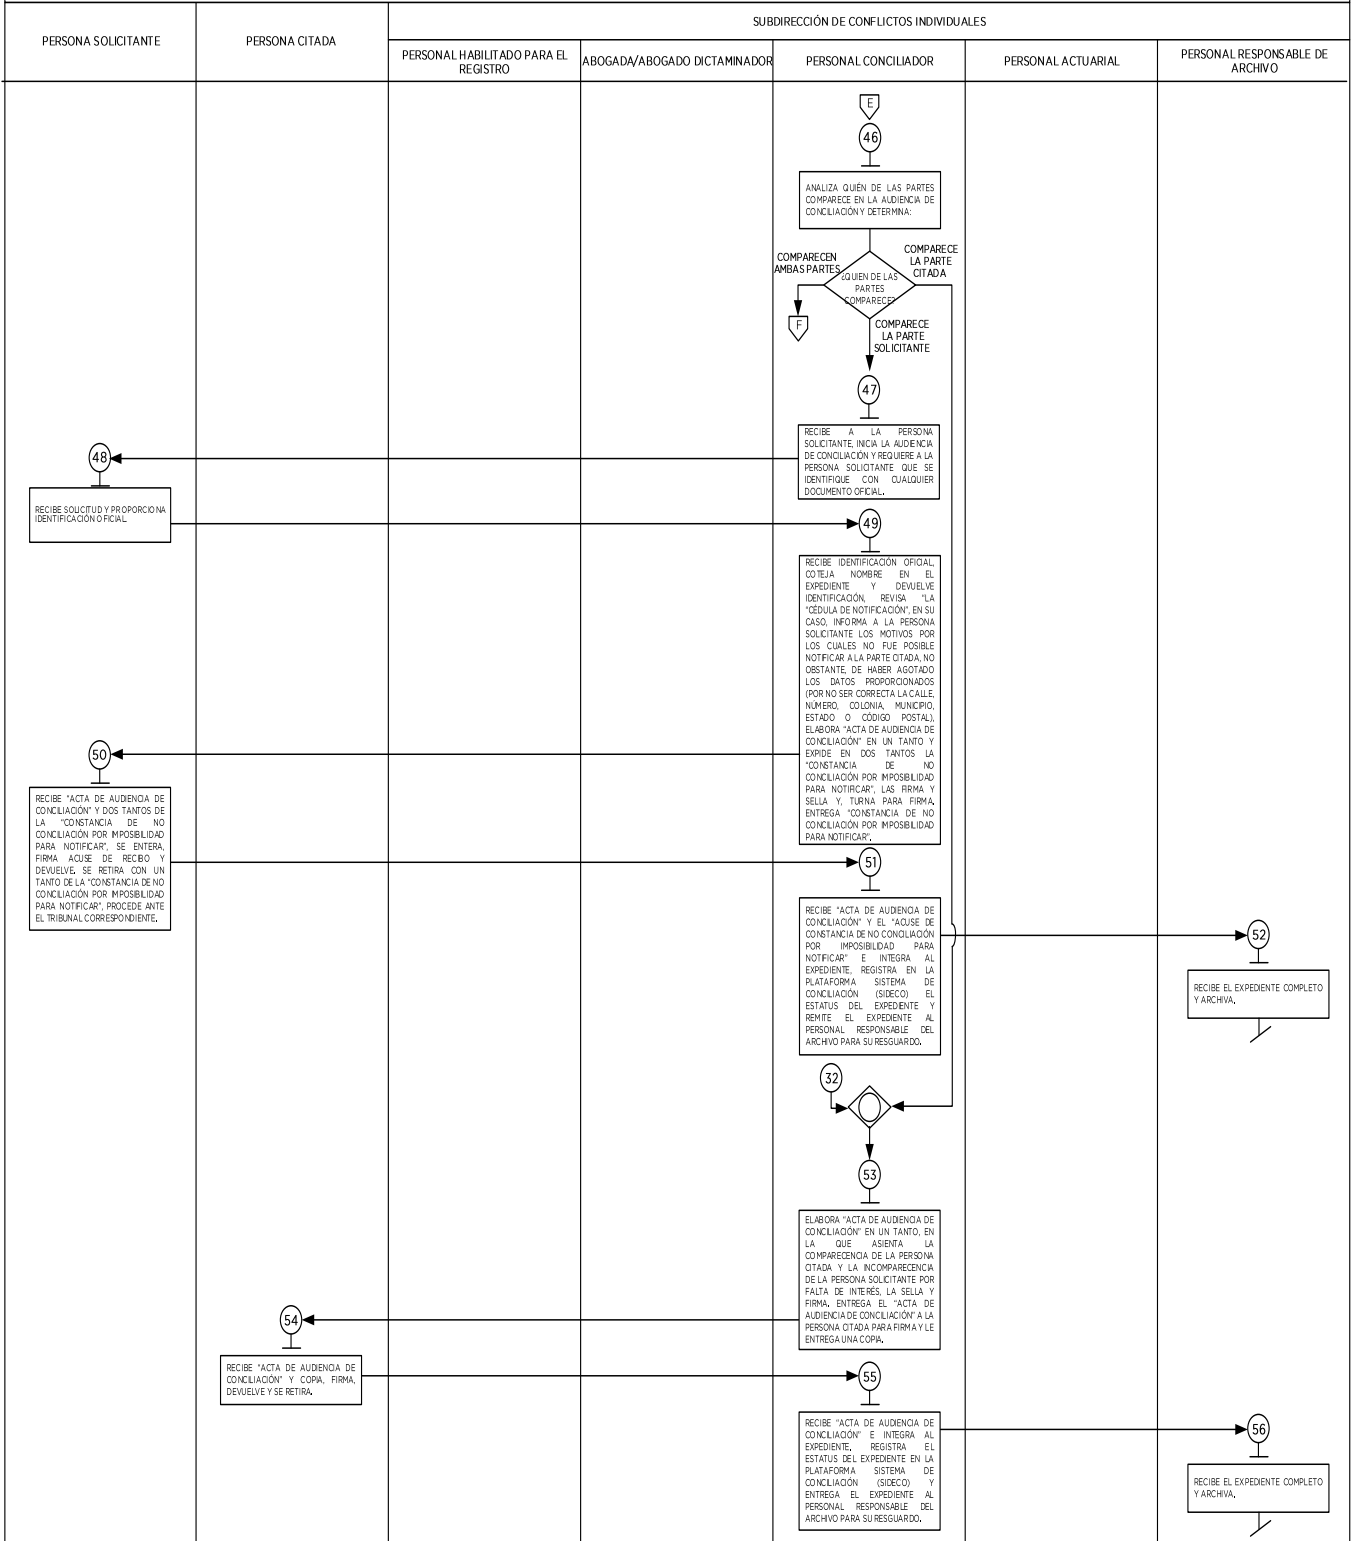 SUBDIRECCIÓN DE CONFLICTOS INDIVIDUALES
PERSONA SOLICITANTE
PERSONA CITADA
PERSONAL HABILITADO PARA EL
REGISTRO
ABOGADA/ABOGADO DICTAMINADOR
PERSONAL CONCILIADOR
PERSONAL ACTUARIAL
PERSONAL RESPONSABLE DE
ARCHIVO
E
46
ANALIZA QUIÉN DE LAS PARTES
COMPARECE EN LA AUDIENCIA DE
CONCILIACIÓN Y DETERMINA:
COMPARECEN
AMBAS PARTES
COMPARECE
LA PARTE
CITADA
¿QUIEN DE LAS
PARTES
COMPARECE?
F
COMPARECE
LA PARTE
SOLICITANTE
47
RECIBE A LA PERSONA
SOLICITANTE, INICIA LA AUDIENCIA
DE CONCILIACIÓN Y REQUIERE A LA
PERSONA SOLICITANTE QUE SE
IDENTIFIQUE CON CUALQUIER
DOCUMENTO OFICIAL.
48
RECIBE SOLICITUD Y PROPORCIONA
IDENTIFICACIÓN OFICIAL.
49
RECIBE IDENTIFICACIÓN OFICIAL,
COTEJA NOMBRE EN EL
EXPEDIENTE Y DEVUELVE
IDENTIFICACIÓN, REVISA "LA
"CÉDULA DE NOTIFICACIÓN", EN SU
CASO, INFORMA A LA PERSONA
SOLICITANTE LOS MOTIVOS POR
LOS CUALES NO FUE POSIBLE
NOTIFICAR A LA PARTE CITADA, NO
OBSTANTE, DE HABER AGOTADO
LOS DATOS PROPORCIONADOS
(POR NO SER CORRECTA LA CALLE,
NÚMERO, COLONIA, MUNICIPIO,
ESTADO O CÓDIGO POSTAL),
ELABORA "ACTA DE AUDIENCIA DE
CONCILIACIÓN" EN UN TANTO Y
EXPIDE EN DOS TANTOS LA
"CONSTANCIA DE NO
CONCILIACIÓN POR IMPOSIBILIDAD
PARA NOTIFICAR", LAS FIRMA Y
SELLA Y, TURNA PARA FIRMA.
ENTREGA "CONSTANCIA DE NO
CONCILIACIÓN POR IMPOSIBILIDAD
PARA NOTIFICAR".
50
RECIBE "ACTA DE AUDIENCIA DE
CONCILIACIÓN" Y DOS TANTOS DE
LA "CONSTANCIA DE NO
CONCILIACIÓN POR IMPOSIBILIDAD
PARA NOTIFICAR", SE ENTERA,
FIRMA ACUSE DE RECIBO Y
DEVUELVE. SE RETIRA CON UN
TANTO DE LA "CONSTANCIA DE NO
CONCILIACIÓN POR IMPOSIBILIDAD
PARA NOTIFICAR", PROCEDE ANTE
EL TRIBUNAL CORRESPONDIENTE.
51
RECIBE "ACTA DE AUDIENCIA DE
CONCILIACIÓN" Y EL "ACUSE DE
CONSTANCIA DE NO CONCILIACIÓN
POR IMPOSIBILIDAD PARA
NOTIFICAR" E INTEGRA AL
EXPEDIENTE, REGISTRA EN LA
PLATAFORMA SISTEMA DE
CONCILIACIÓN (SIDECO) EL
ESTATUS DEL EXPEDIENTE Y
REMITE EL EXPEDIENTE AL
PERSONAL RESPONSABLE DEL
ARCHIVO PARA SU RESGUARDO.
52
RECIBE EL EXPEDIENTE COMPLETO
Y ARCHIVA.
32
53
ELABORA "ACTA DE AUDIENCIA DE
CONCILIACIÓN" EN UN TANTO, EN
LA QUE ASIENTA LA
COMPARECENCIA DE LA PERSONA
CITADA Y LA INCOMPARECENCIA
DE LA PERSONA SOLICITANTE POR
FALTA DE INTERÉS, LA SELLA Y
FIRMA. ENTREGA EL "ACTA DE
AUDIENCIA DE CONCILIACIÓN" A LA
PERSONA CITADA PARA FIRMA Y LE
ENTREGA UNA COPIA.
54
RECIBE "ACTA DE AUDIENCIA DE
CONCILIACIÓN" Y COPIA, FIRMA,
DEVUELVE Y SE RETIRA.
55
RECIBE "ACTA DE AUDIENCIA DE
CONCILIACIÓN" E INTEGRA AL
EXPEDIENTE, REGISTRA EL
ESTATUS DEL EXPEDIENTE EN LA
PLATAFORMA SISTEMA DE
CONCILIACIÓN (SIDECO) Y
ENTREGA EL EXPEDIENTE AL
PERSONAL RESPONSABLE DEL
ARCHIVO PARA SU RESGUARDO.
56
RECIBE EL EXPEDIENTE COMPLETO
Y ARCHIVA.